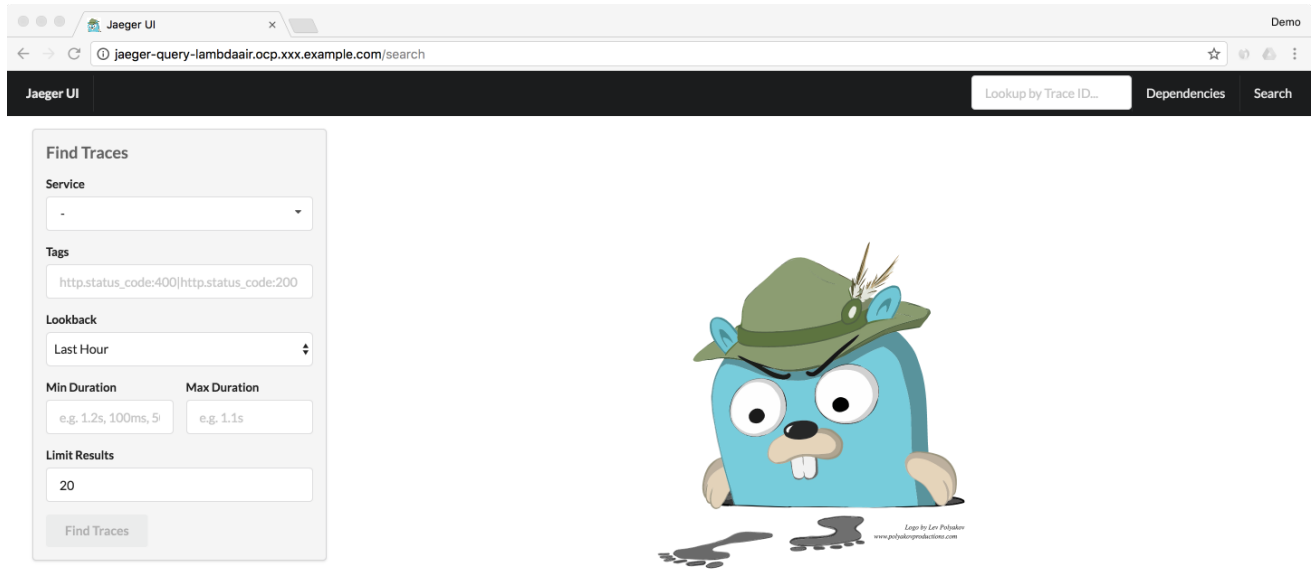 Jaeger UI
Demo
jaeger-query-lambdaair.ocp.xxx.example.com/search
Jaeger UI
Lookup by Trace ID...
Dependencies
Search
Find Traces
Service
-
Tags
http.status_code:400|http.status_code:200
Lookback
Last Hour
Min Duration
Max Duration
e.g. 1.2s, 100ms, 5
e.g. 1.1s
Limit Results
20
Find Traces
Logo by Lev Polyakov
www.polyakovproductions.com